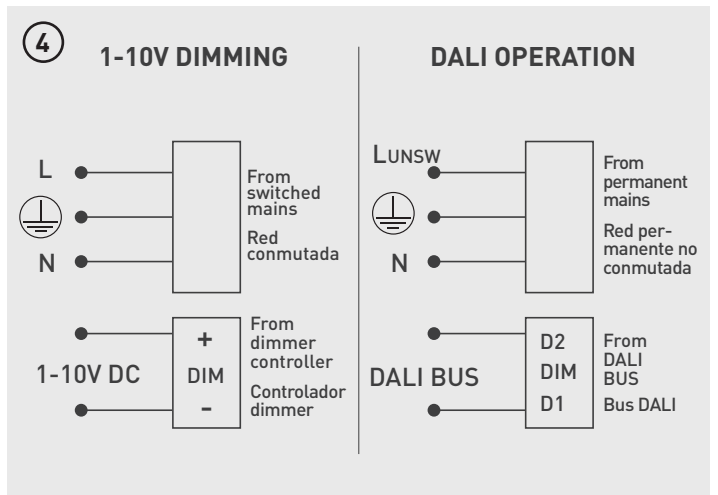 4
1-10V DIMMING
L
N
From
switched
mains
Red
conmutada
1-10V DC
+
DIM
-
From
dimmer
controller
Controlador
dimmer
DALI OPERATION
LUNSW
N
From
permanent
mains
Red per-
manente no
conmutada
DALI BUS
D2
DIM
D1
From
DALI
BUS
Bus DALI